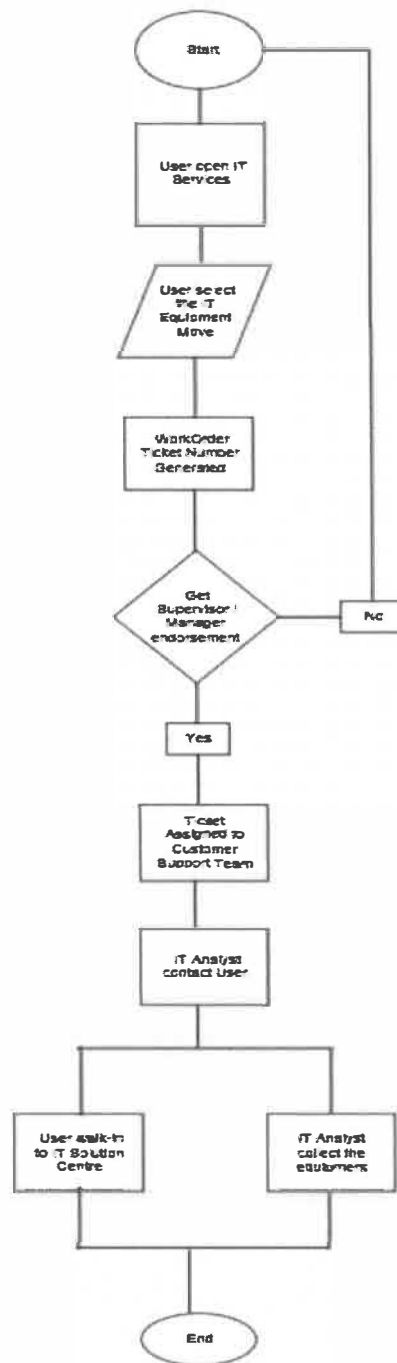 Start
User open IT
Services
User select
the IT
Equipment
Move
WorkOrder
Ticket Number
Generated
Get
Supervisor/
Manager
endorsement
No
Yes
Ticket
Assigned to
Customer
Support Team
IT Analyst
contact User
User walk-in
to IT Solution
Centre
IT Analyst
collect the
equipments
End